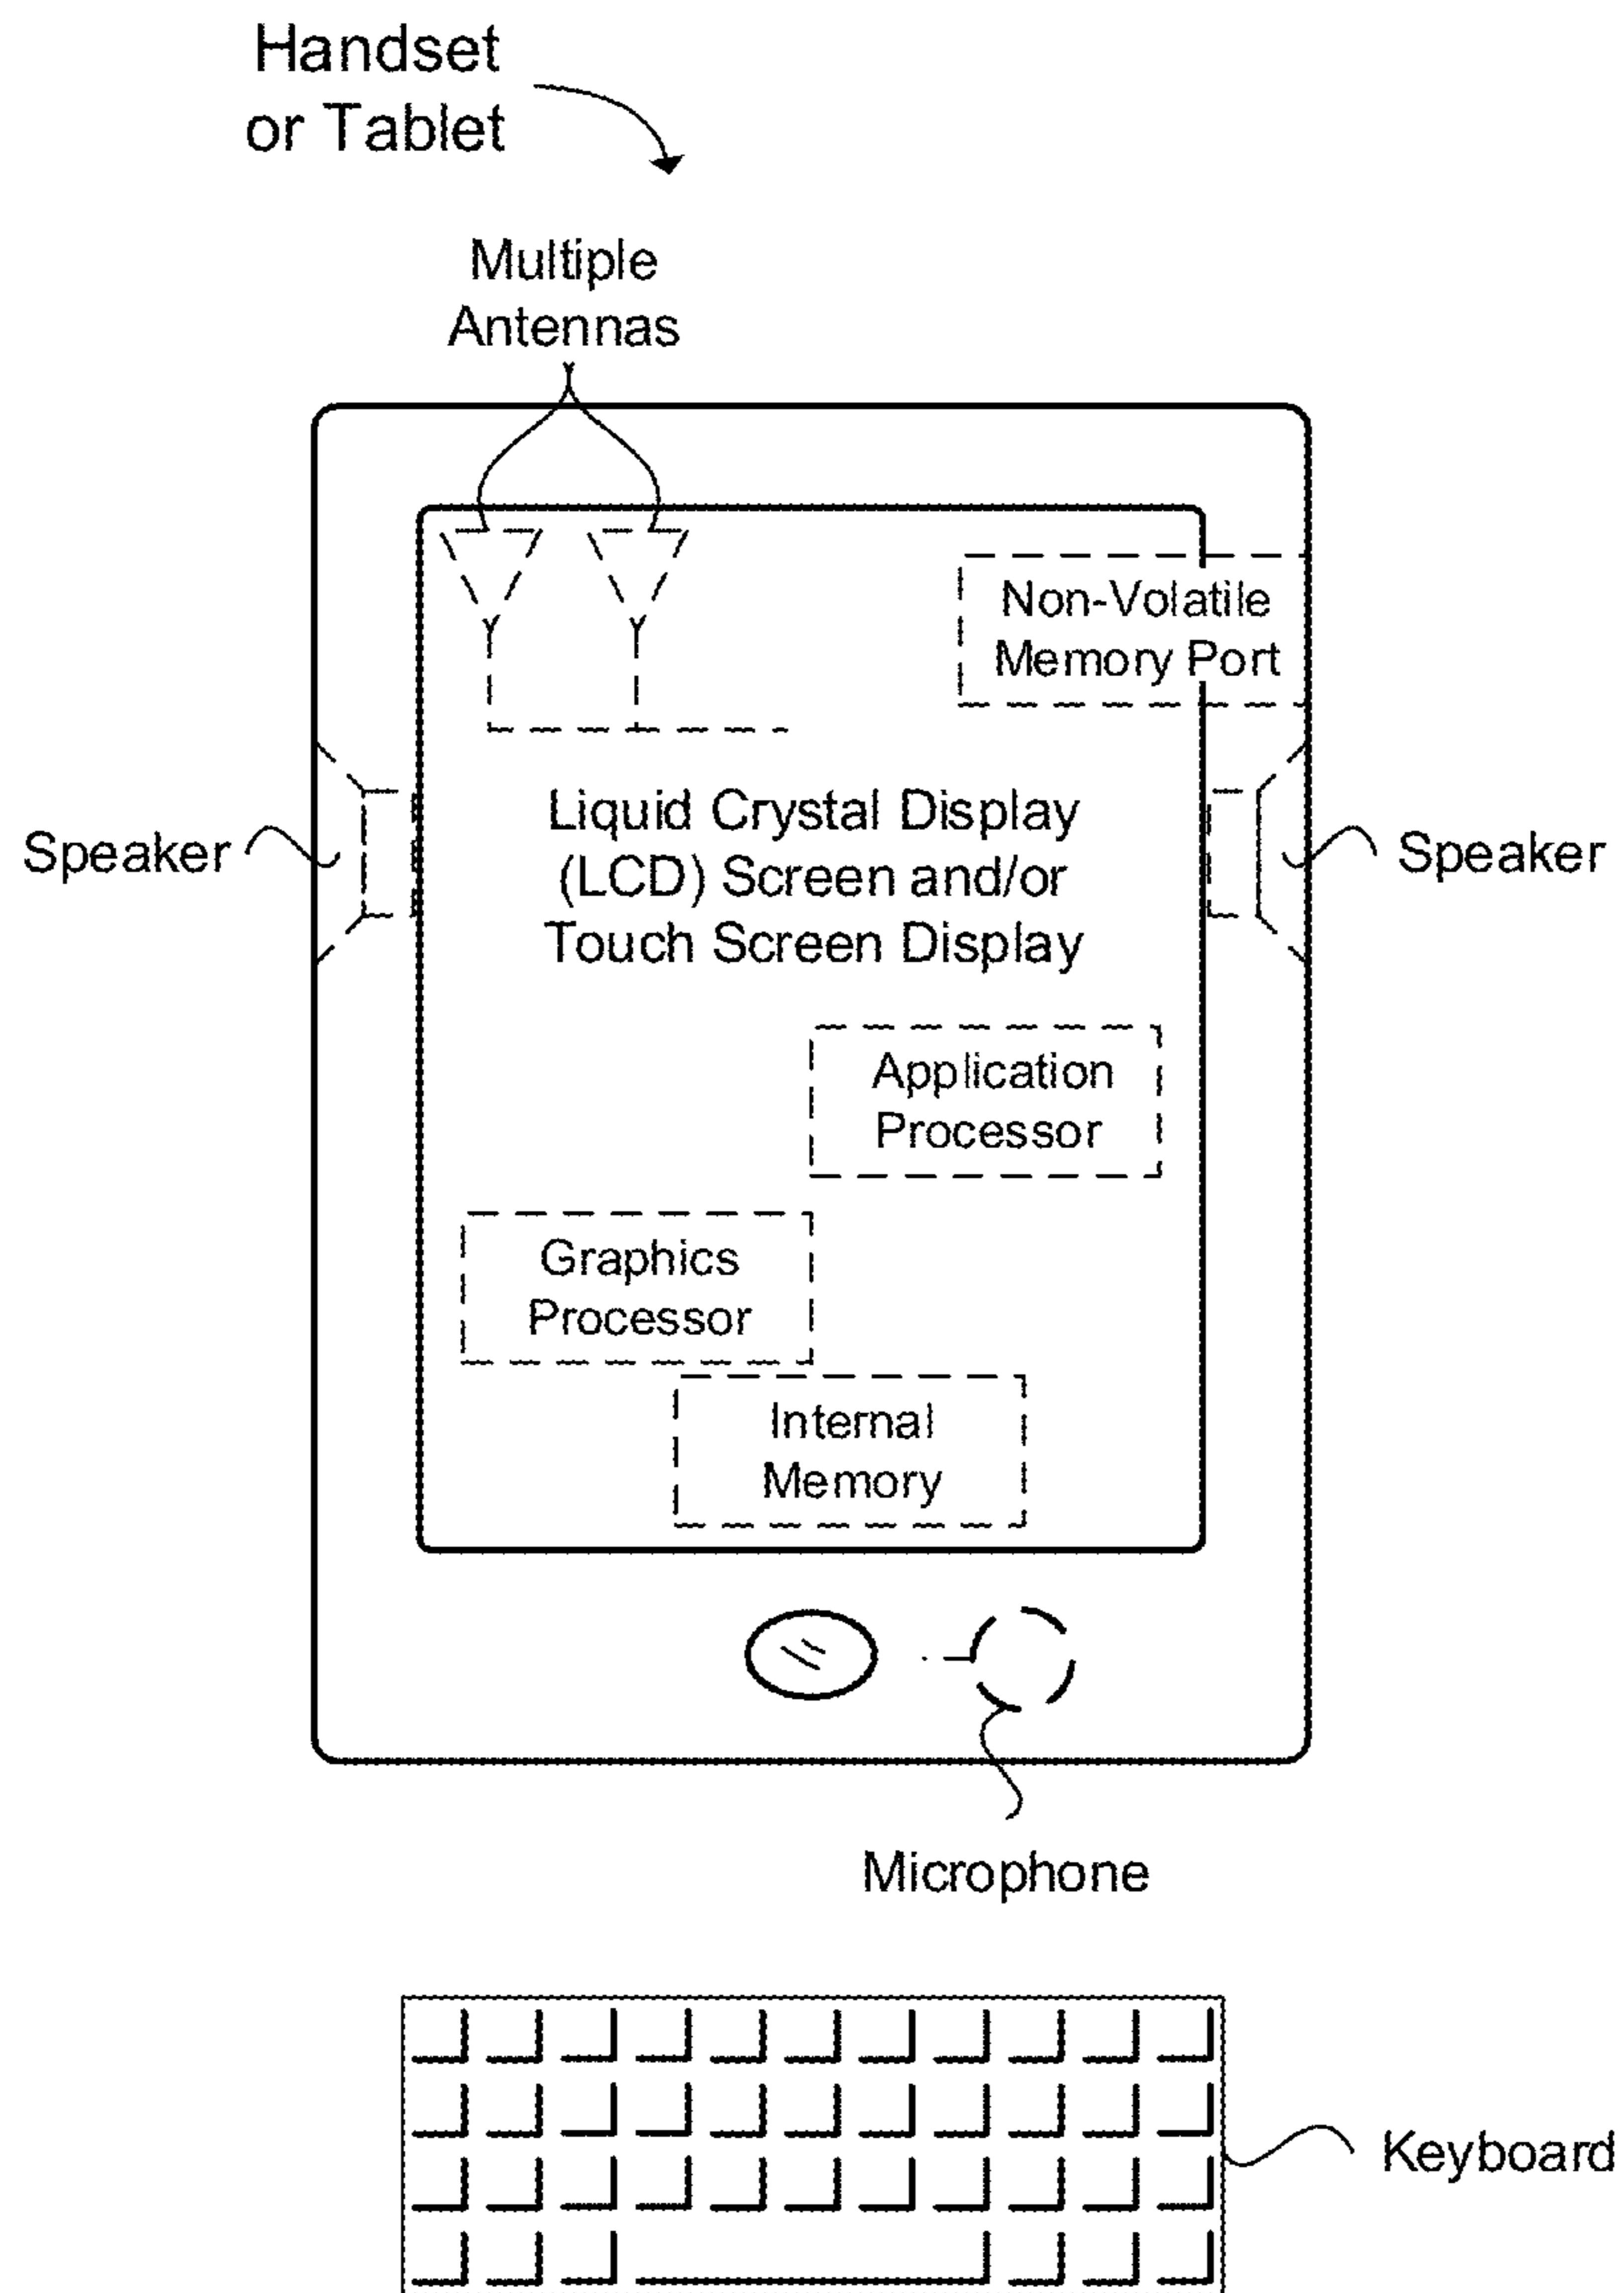 Handset
or Tablet
Multiple
Antennas
Non-Volatile
Memory Port
Speaker
Liquid Crystal Display
(LCD) Screen and/or
Touch Screen Display
Speaker
Application
Processor
Graphics
Processor
Internal
Memory
Microphone
Keyboard